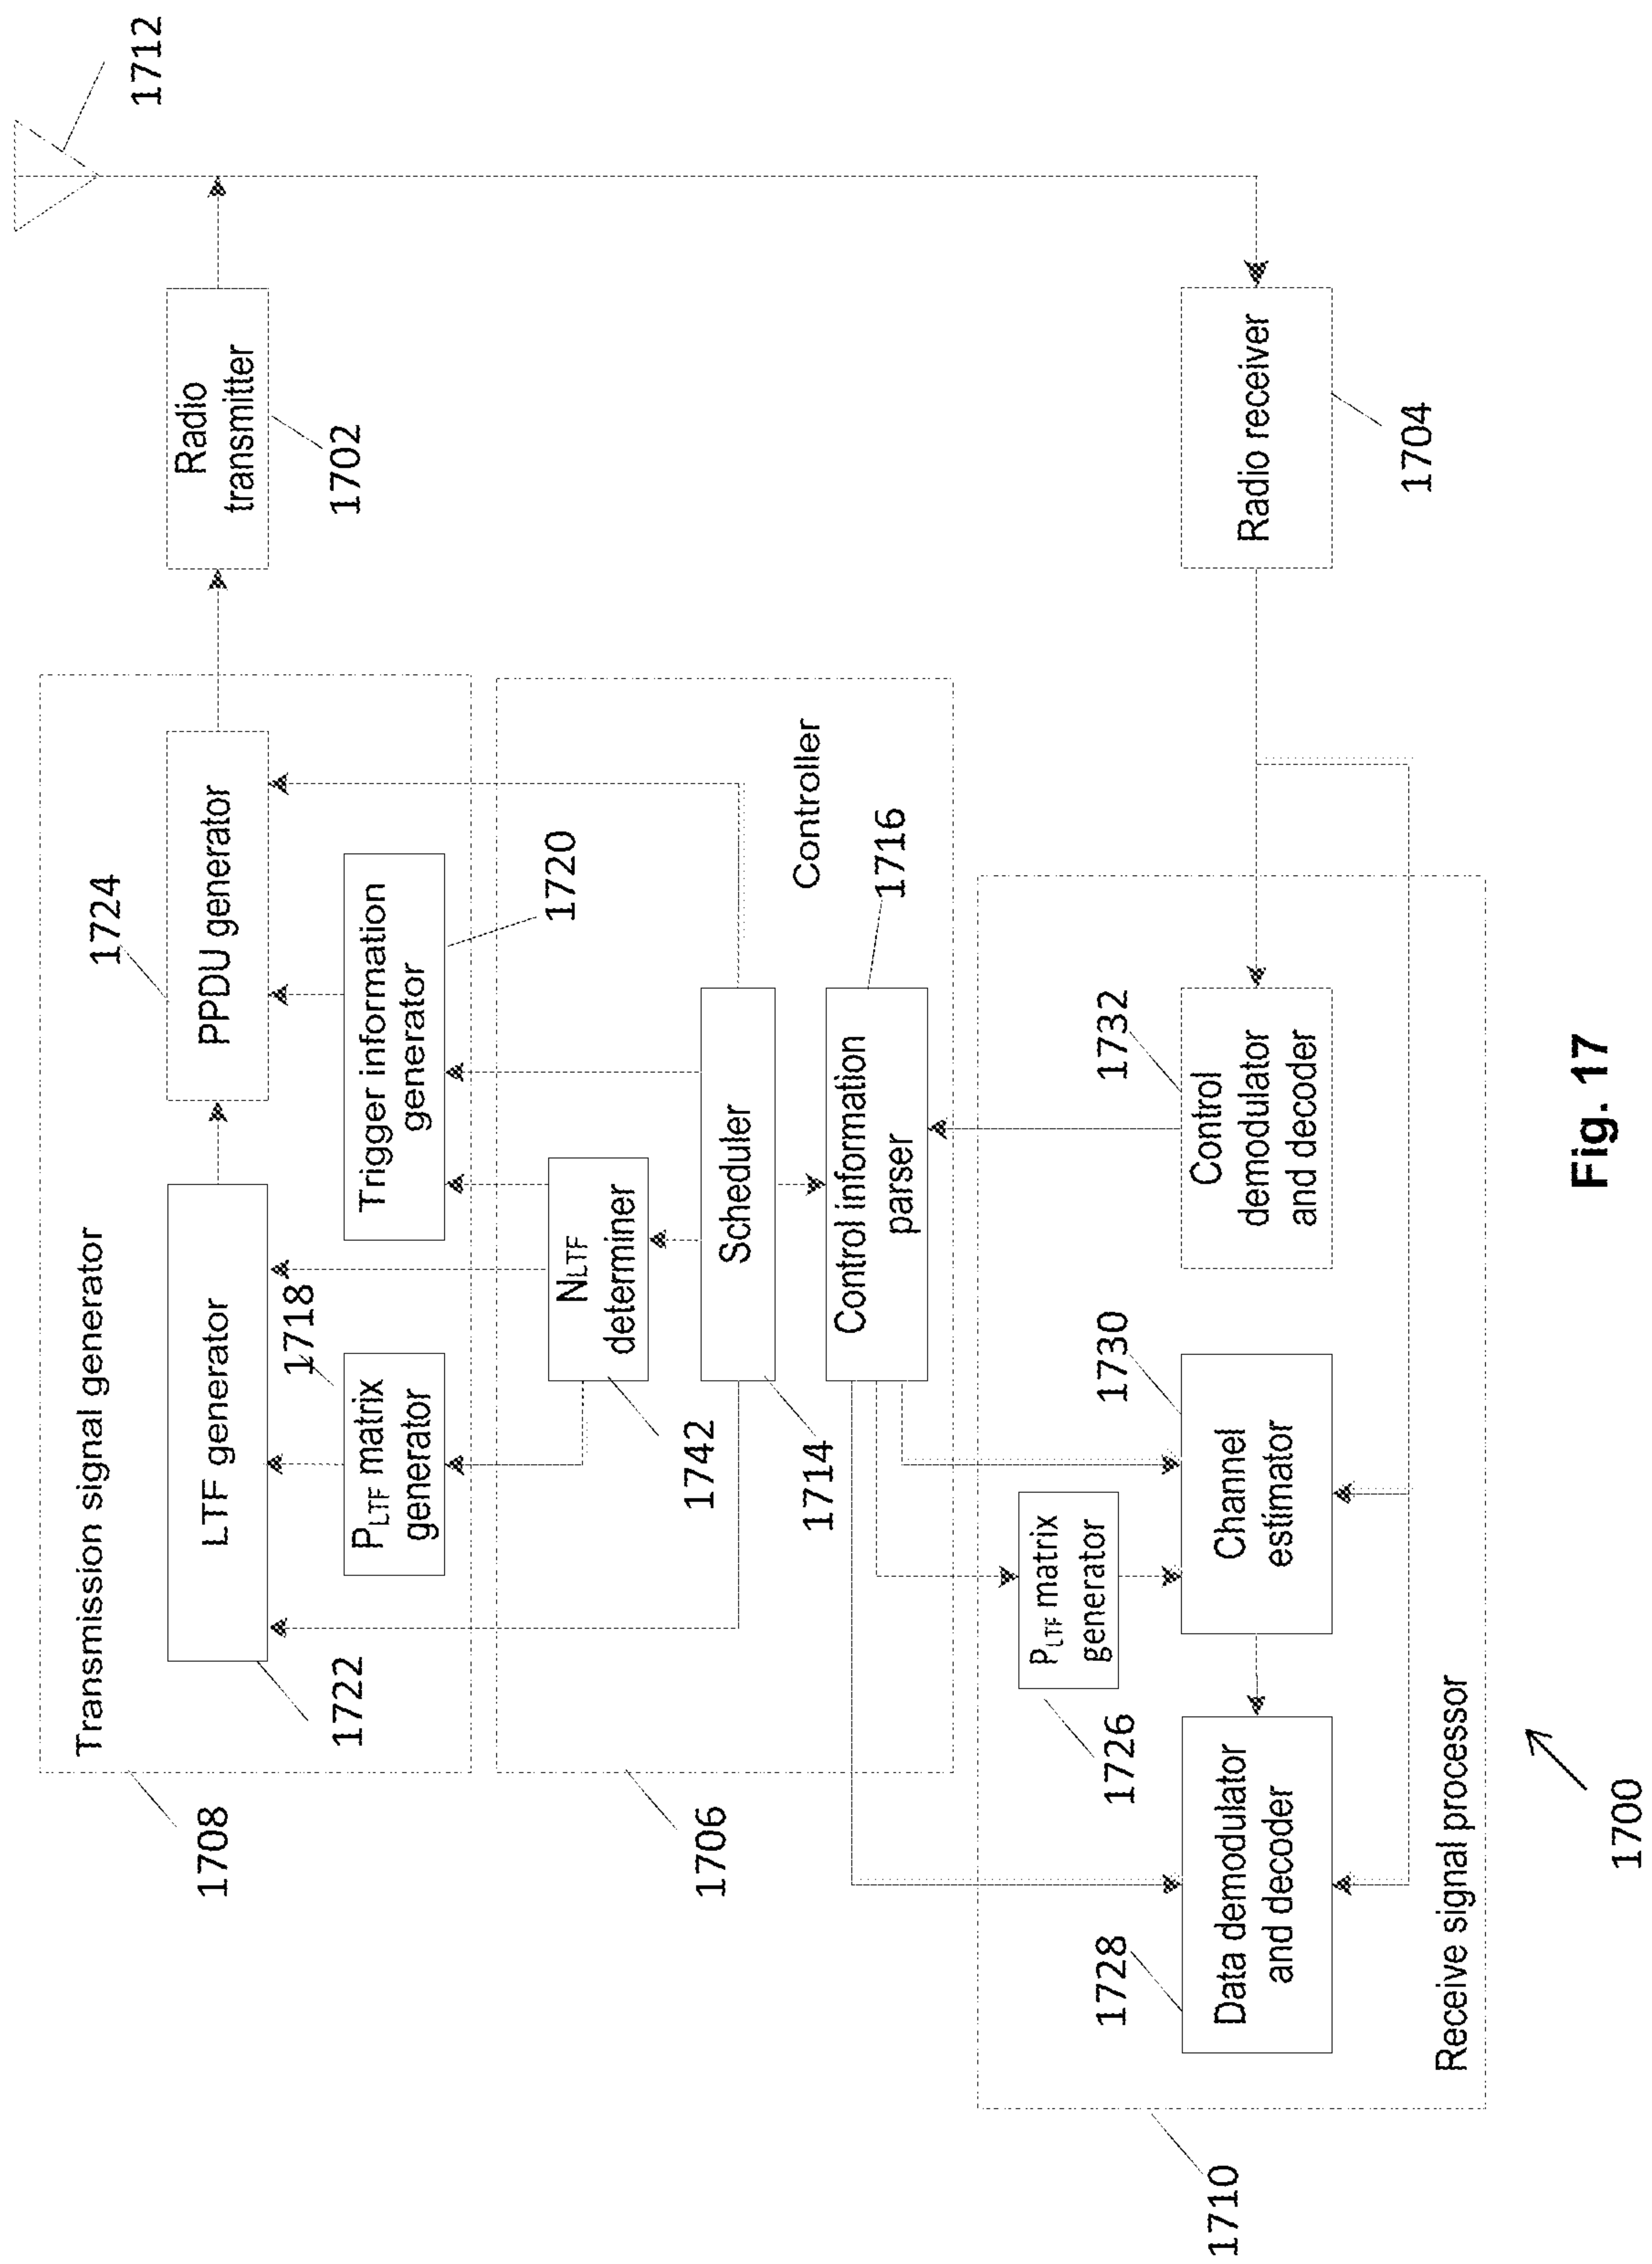 1712
Transmission signal generator
1708
1722
LTF generator
1718
P_LTF matrix
generator
1724
PPDU generator
Trigger information
generator
1720
Radio
transmitter
1702
1706
1742
N_LTF
determiner
1714
Scheduler
Controller
Control information
parser
1716
1710
1726
P_LTF matrix
generator
1728
Data demodulator
and decoder
1730
Channel
estimator
1732
Control
demodulator
and decoder
Radio receiver
1704
Receive signal processor
1700
Fig. 17